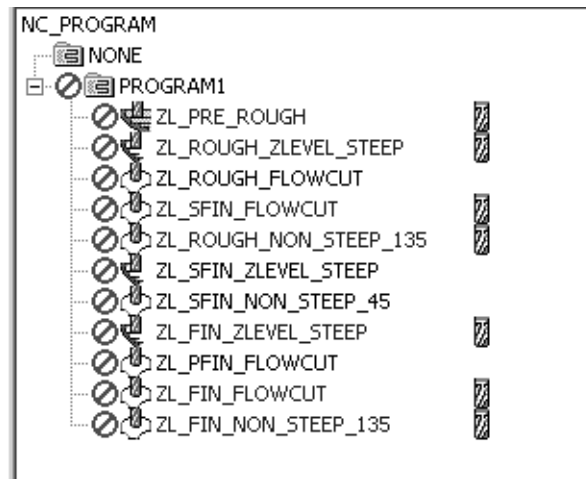 NC_PROGRAM
NONE
PROGRAM1
ZL_PRE_ROUGH
ZL_ROUGH_ZLEVEL_STEEP
ZL_ROUGH_FLOWCUT
ZL_SFIN_FLOWCUT
ZL_ROUGH_NON_STEEP_135
ZL_SFIN_ZLEVEL_STEEP
ZL_SFIN_NON_STEEP_45
ZL_FIN_ZLEVEL_STEEP
ZL_PFIN_FLOWCUT
ZL_FIN_FLOWCUT
ZL_FIN_NON_STEEP_135